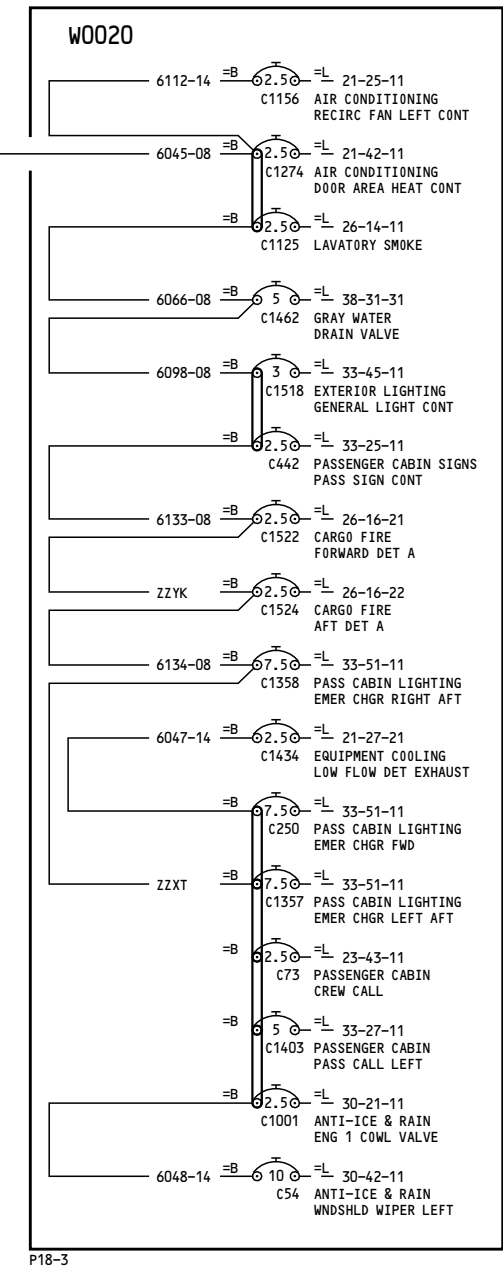 W0020
6112-14 =B 2.5 =L 21-25-11
C1156 AIR CONDITIONING
RECIRC FAN LEFT CONT
6045-08 =B 2.5 =L 21-42-11
C1274 AIR CONDITIONING
DOOR AREA HEAT CONT
=B 2.5 =L 26-14-11
C1125 LAVATORY SMOKE
6066-08 =B 5 =L 38-31-31
C1462 GRAY WATER
DRAIN VALVE
6098-08 =B 3 =L 33-45-11
C1518 EXTERIOR LIGHTING
GENERAL LIGHT CONT
=B 2.5 =L 33-25-11
C442 PASSENGER CABIN SIGNS
PASS SIGN CONT
6133-08 =B 2.5 =L 26-16-21
C1522 CARGO FIRE
FORWARD DET A
ZZYK =B 2.5 =L 26-16-22
C1524 CARGO FIRE
AFT DET A
6134-08 =B 7.5 =L 33-51-11
C1358 PASS CABIN LIGHTING
EMER CHGR RIGHT AFT
6047-14 =B 2.5 =L 21-27-21
C1434 EQUIPMENT COOLING
LOW FLOW DET EXHAUST
=B 7.5 =L 33-51-11
C250 PASS CABIN LIGHTING
EMER CHGR FWD
ZZXT =B 7.5 =L 33-51-11
C1357 PASS CABIN LIGHTING
EMER CHGR LEFT AFT
=B 2.5 =L 23-43-11
C73 PASSENGER CABIN
CREW CALL
=B 5 =L 33-27-11
C1403 PASSENGER CABIN
PASS CALL LEFT
=B 2.5 =L 30-21-11
C1001 ANTI-ICE & RAIN
ENG 1 COWL VALVE
6048-14 =B 10 =L 30-42-11
C54 ANTI-ICE & RAIN
WNDSHLD WIPER LEFT
P18-3